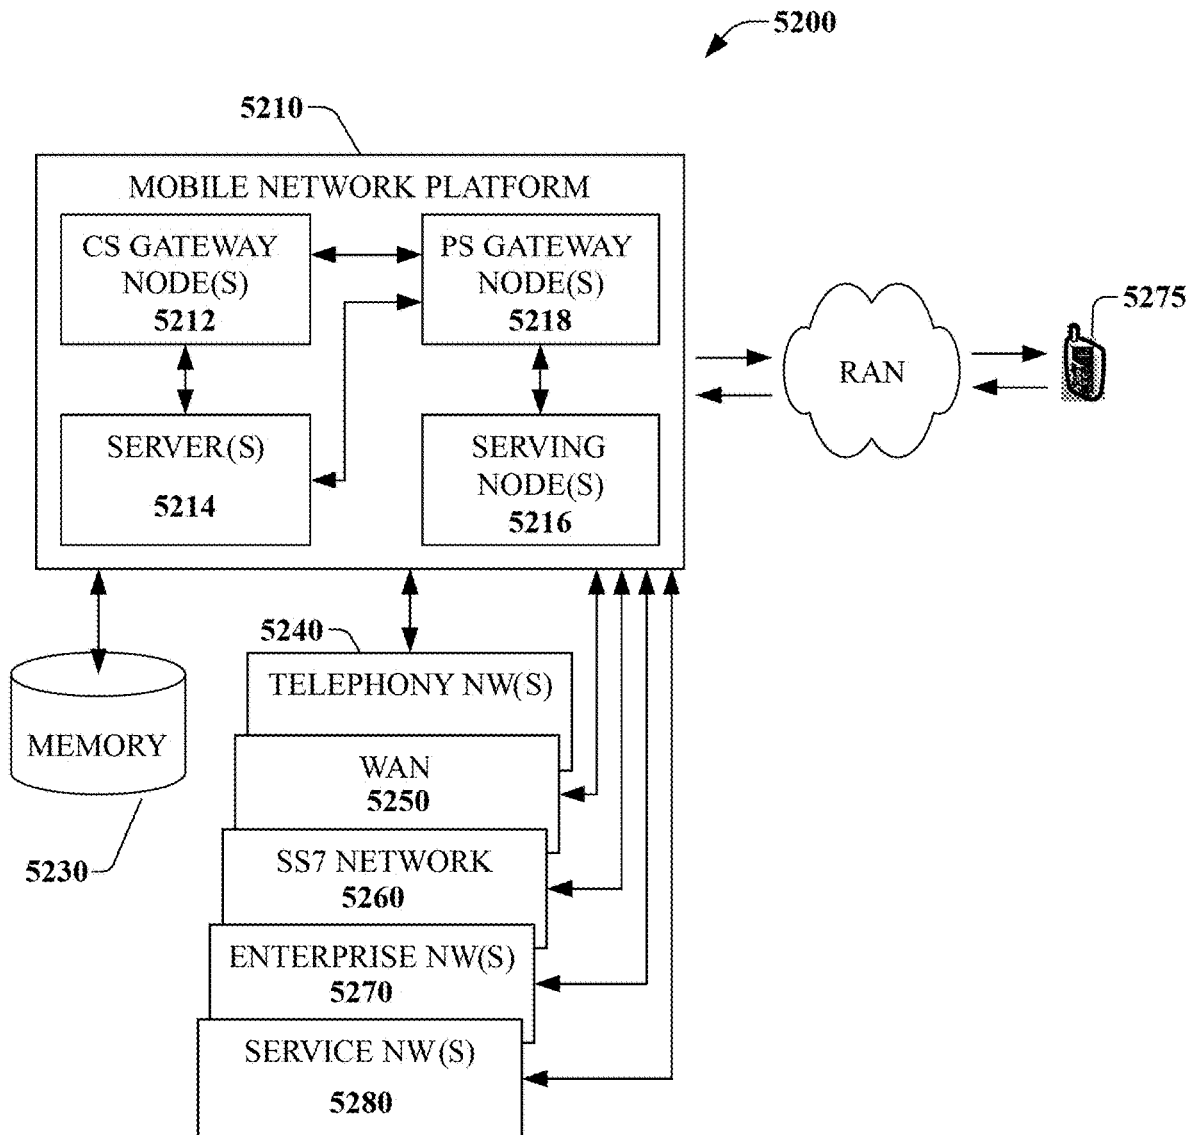 5200
5210
MOBILE NETWORK PLATFORM
CS GATEWAY
NODE(S)
5212
PS GATEWAY
NODE(S)
5218
SERVER(S)
5214
SERVING
NODE(S)
5216
RAN
5275
5240
TELEPHONY NW(S)
MEMORY
5230
WAN
5250
SS7 NETWORK
5260
ENTERPRISE NW(S)
5270
SERVICE NW(S)
5280